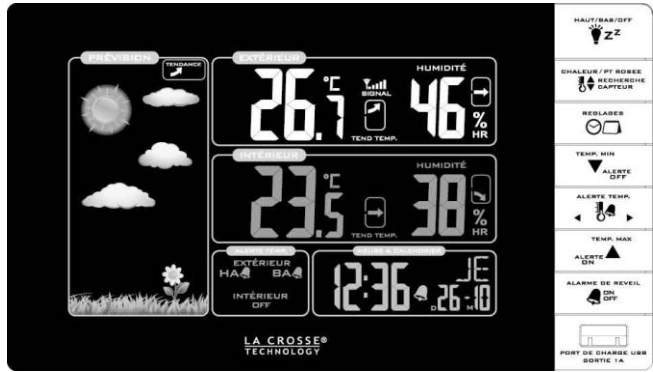 PRÉVISION
TENDANCE
EXTÉRIEUR
26.7 °C
SIGNAL
TEND TEMP.
HUMIDITÉ
46 % HR
INTÉRIEUR
23.5 °C
TEND TEMP.
HUMIDITÉ
38 % HR
ALERTE TEMP.
EXTÉRIEUR
HA BA
INTÉRIEUR
OFF
HEURE & CALENDRIER
12:36 JE
D 26 M -10
LA CROSSE®
TECHNOLOGY
HAUT/BAS/OFF
ZZZ
CHALEUR / PT ROSEE
RECHERCHE
CAPTEUR
REGLAGES
TEMP. MIN
ALERTE
OFF
ALERTE TEMP.
TEMP. MAX
ALERTE
ON
ALARME DE REVEIL
ON
OFF
PORT DE CHARGE USB
SORTIE 1A